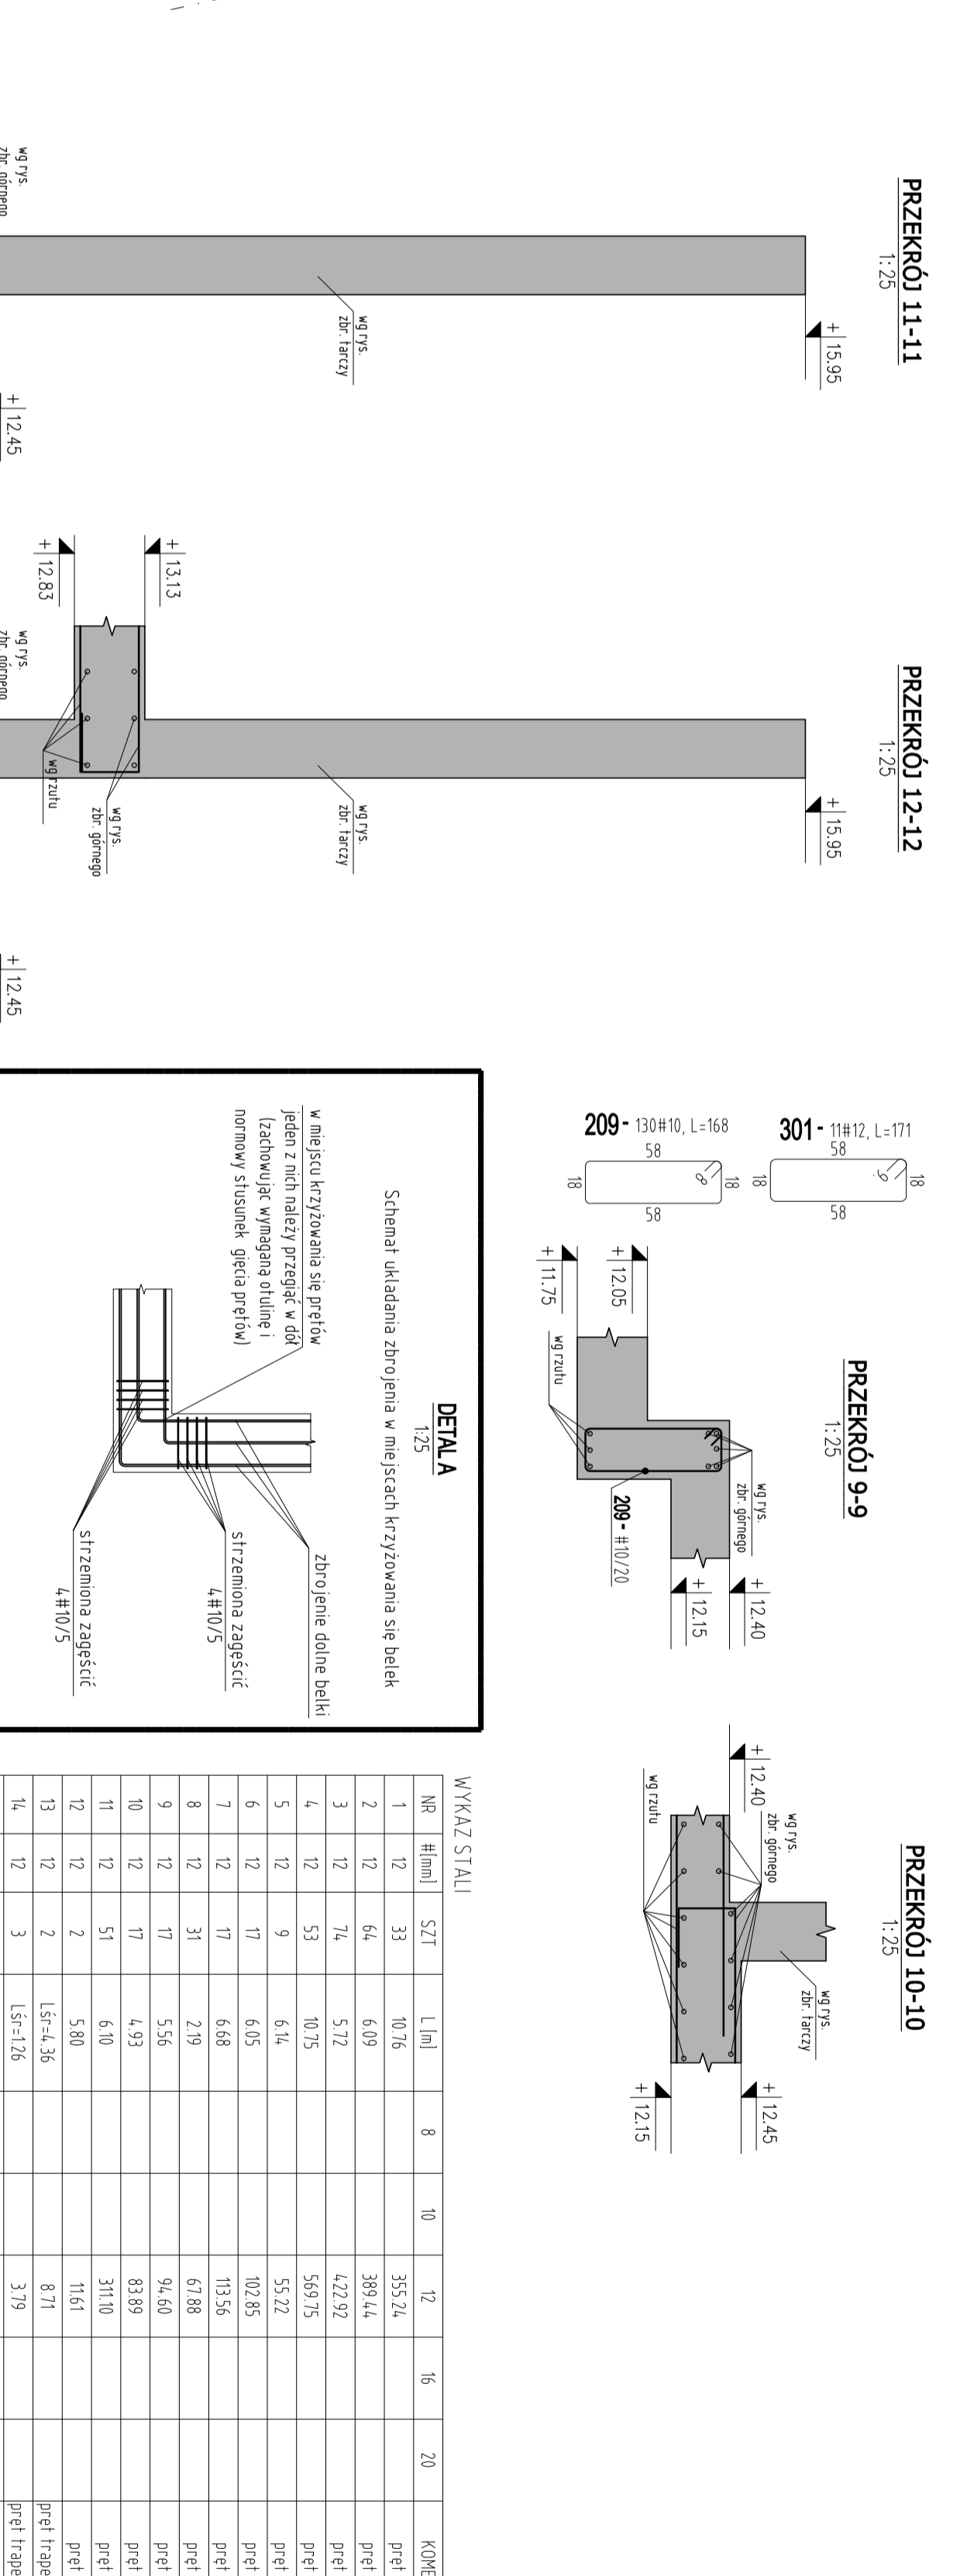 PRZEKRÓJ 11-11
1:25
+ 15.95
wg rys.
zbr. tarczy
wg rys.
zbr. górnego
+ 12.45
PRZEKRÓJ 12-12
1:25
+ 15.95
wg rys.
zbr. tarczy
+ 13.13
+ 12.83
wg rys.
zbr. górnego
wg rzutu
wg rys.
zbr. górnego
+ 12.45
301 - 11#12, L=171
58
18
9
18
58
209 - 130#10, L=168
58
18
8
18
58
PRZEKRÓJ 9-9
1:25
+ 12.05
+ 11.75
wg rzutu
wg rys.
zbr. górnego
209 - #10/20
+ 12.40
+ 12.15
PRZEKRÓJ 10-10
1:25
+ 12.40
wg rys.
zbr. górnego
wg rzutu
wg rys.
zbr. tarczy
+ 12.45
+ 12.15
DETAL A
1:25
Schemat ukladania zbrojenia w miejscach krzyżowania się belek
w miejscu krzyżowania się prętów
jeden z nich należy przegiąć w dół
(zachowując wymaganą otulinę i
normowy stusunek gięcia prętów)
zbrojenie dolne belki
strzemiona zagęścić
4#10/5
strzemiona zagęścić
4#10/5
WYKAZ STALI
NR #[mm] SZT L [m] 8 10 12 16 20 KOME
1 12 33 10.76 355.24 pręt
2 12 64 6.09 389.44 pręt
3 12 74 5.72 422.92 pręt
4 12 53 10.75 569.75 pręt
5 12 9 6.14 55.22 pręt
6 12 17 6.05 102.85 pręt
7 12 17 6.68 113.56 pręt
8 12 31 2.19 67.88 pręt
9 12 17 5.56 94.60 pręt
10 12 17 4.93 83.89 pręt
11 12 51 6.10 311.10 pręt
12 12 2 5.80 11.61 pręt
13 12 2 Lśr=4.36 8.71 pręt trape
14 12 3 Lśr=1.26 3.79 pręt trape